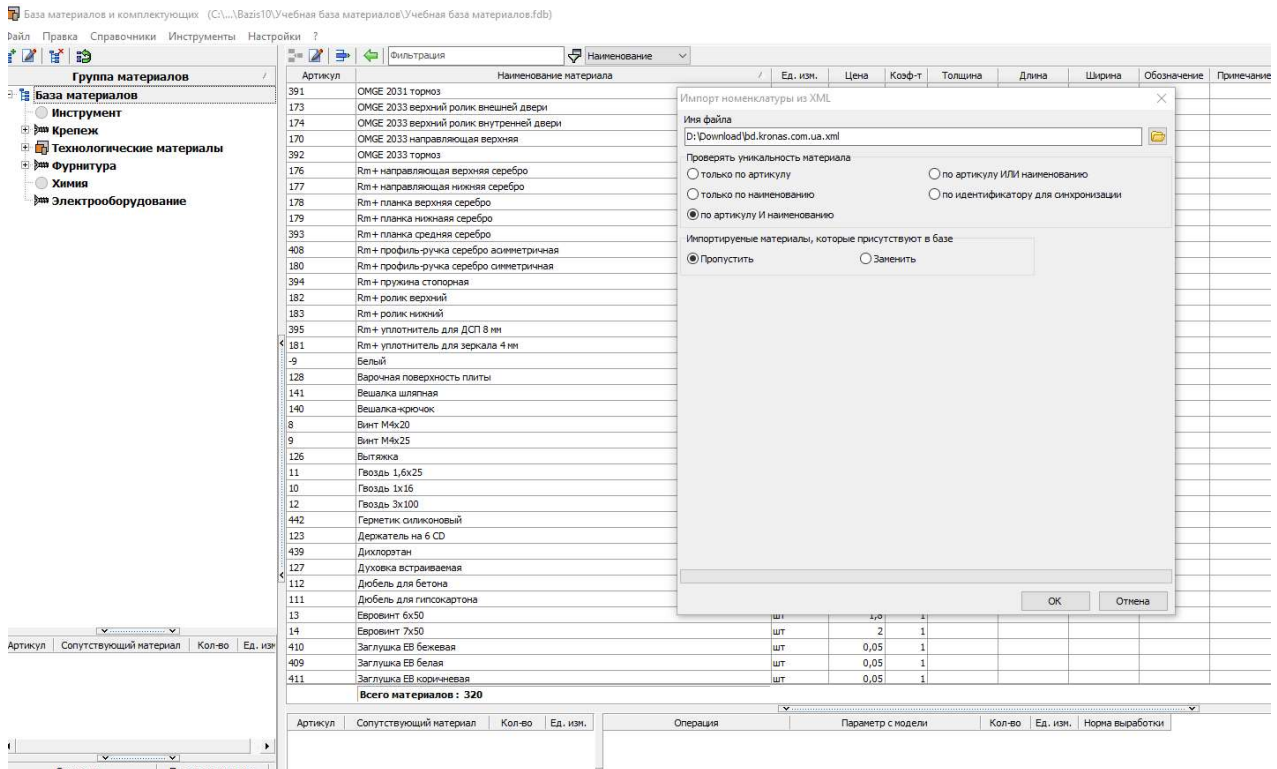 База материалов и комплектующих (C:\...\Bazis10\Учебная база материалов\Учебная база материалов.fdb)
Файл Правка Справочники Инструменты Настройки ?
Фильтрация Наименование
Группа материалов
База материалов
Инструмент
Крепеж
Технологические материалы
Фурнитура
Химия
Электрооборудование
Артикул Наименование материала Ед. изм. Цена Коэф-т Толщина Длина Ширина Обозначение Примечание
391 OMGE 2031 тормоз
173 OMGE 2033 верхний ролик внешней двери
174 OMGE 2033 верхний ролик внутренней двери
170 OMGE 2033 направляющая верхняя
392 OMGE 2033 тормоз
176 Rm+ направляющая верхняя серебро
177 Rm+ направляющая нижняя серебро
178 Rm+ планка верхняя серебро
179 Rm+ планка нижнаяя серебро
393 Rm+ планка средняя серебро
408 Rm+ профиль-ручка серебро асимметричная
180 Rm+ профиль-ручка серебро симметричная
394 Rm+ пружина стопорная
182 Rm+ ролик верхний
183 Rm+ ролик нижний
395 Rm+ уплотнитель для ДСП 8 мм
181 Rm+ уплотнитель для зеркала 4 мм
-9 Белый
128 Варочная поверхность плиты
141 Вешалка шляпная
140 Вешалка-крючок
8 Винт М4х20
9 Винт М4х25
126 Вытяжка
11 Гвоздь 1,6х25
10 Гвоздь 1х16
12 Гвоздь 3х100
442 Герметик силиконовый
123 Держатель на 6 CD
439 Дихлорэтан
127 Духовка встраиваемая
112 Дюбель для бетона
111 Дюбель для гипсокартона
13 Евровинт 6х50 шт 1,8 1
14 Евровинт 7х50 шт 2 1
410 Заглушка ЕВ бежевая шт 0,05 1
409 Заглушка ЕВ белая шт 0,05 1
411 Заглушка ЕВ коричневая шт 0,05 1
Всего материалов : 320
Импорт номенклатуры из XML
Имя файла
D:\Download\bd.kronas.com.ua.xml
Проверять уникальность материала
только по артикулу
по артикулу ИЛИ наименованию
только по наименованию
по идентификатору для синхронизации
по артикулу И наименованию
Импортируемые материалы, которые присутствуют в базе
Пропустить Заменить
OK Отмена
Артикул Сопутствующий материал Кол-во Ед. изм
Артикул Сопутствующий материал Кол-во Ед. изм.
Операция Параметр с модели Кол-во Ед. изм. Норма выработки